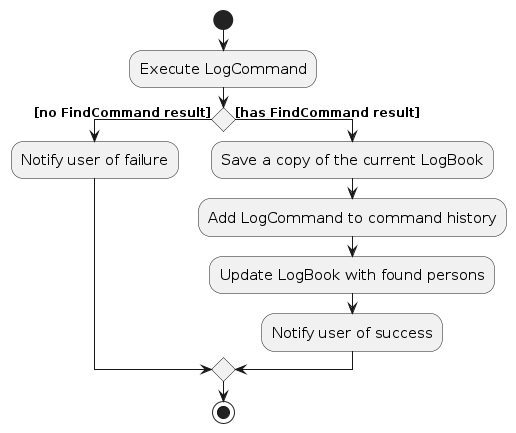 Execute LogCommand
[no FindCommand result]
[has FindCommand result]
Notify user of failure
Save a copy of the current LogBook
Add LogCommand to command history
Update LogBook with found persons
Notify user of success